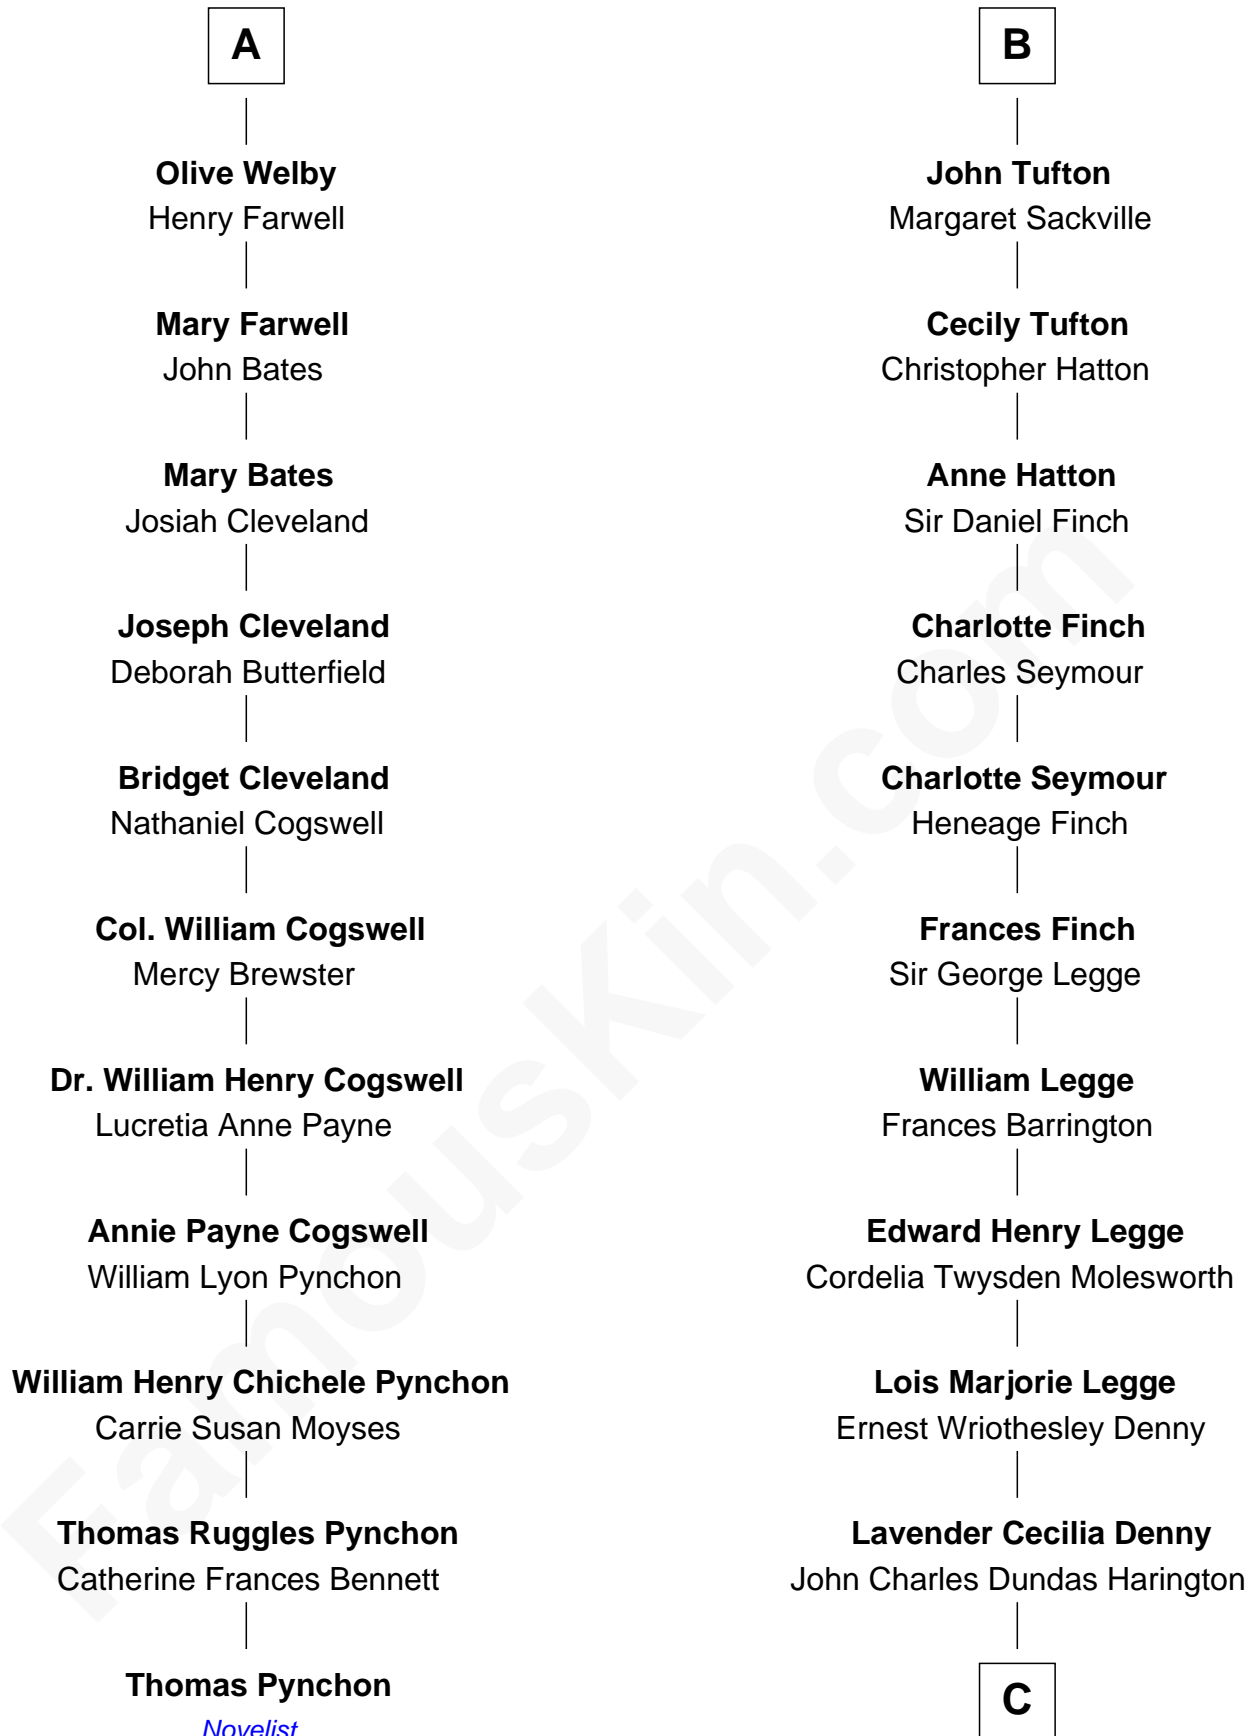 A
Olive Welby
Henry Farwell
Mary Farwell
John Bates
Mary Bates
Josiah Cleveland
Joseph Cleveland
Deborah Butterfield
Bridget Cleveland
Nathaniel Cogswell
Col. William Cogswell
Mercy Brewster
Dr. William Henry Cogswell
Lucretia Anne Payne
Annie Payne Cogswell
William Lyon Pynchon
William Henry Chichele Pynchon
Carrie Susan Moyses
Thomas Ruggles Pynchon
Catherine Frances Bennett
Thomas Pynchon
Novelist
B
John Tufton
Margaret Sackville
Cecily Tufton
Christopher Hatton
Anne Hatton
Sir Daniel Finch
Charlotte Finch
Charles Seymour
Charlotte Seymour
Heneage Finch
Frances Finch
Sir George Legge
William Legge
Frances Barrington
Edward Henry Legge
Cordelia Twysden Molesworth
Lois Marjorie Legge
Ernest Wriothesley Denny
Lavender Cecilia Denny
John Charles Dundas Harington
C
FamousKin.com